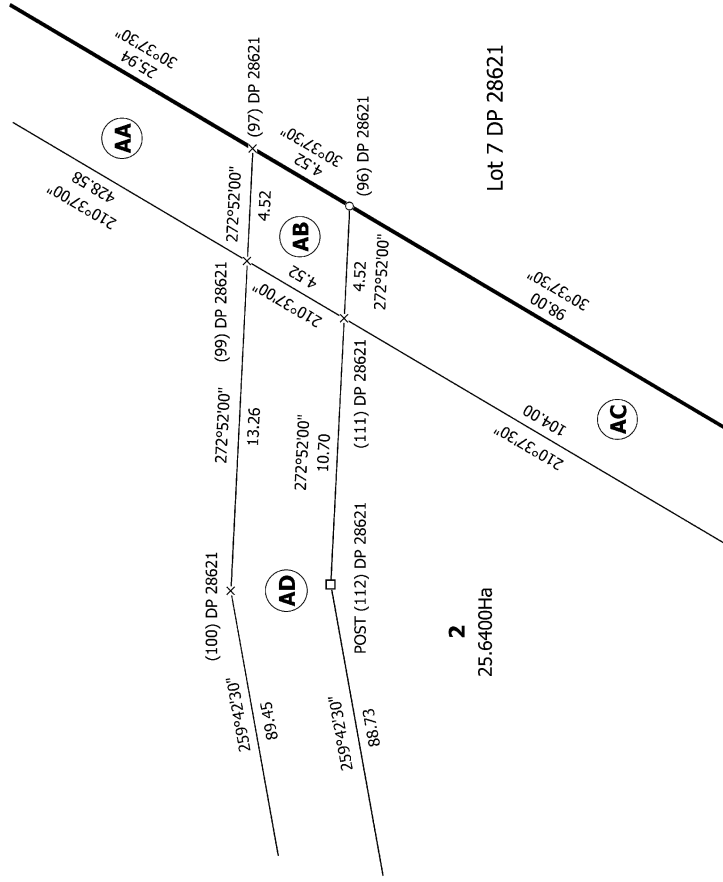 30°37'30"
25.94
AA
428.58
210°37'00"
(97) DP 28621
30°37'30"
4.52
(96) DP 28621
Lot 7 DP 28621
272°52'00"
4.52
AB
4.52
210°37'00"
4.52
272°52'00"
(99) DP 28621
30°37'30"
98.00
272°52'00"
13.26
272°52'00"
10.70
(111) DP 28621
104.00
210°37'30"
AC
(100) DP 28621
AD
POST (112) DP 28621
2
25.6400Ha
259°42'30"
89.45
259°42'30"
88.73